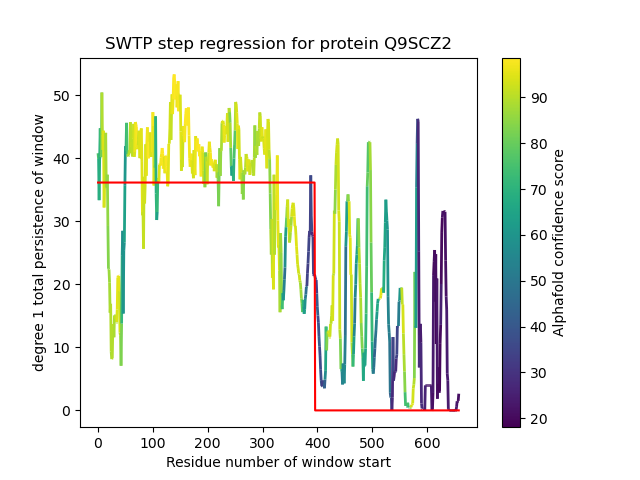 SWTP step regression for protein Q9SCZ2
degree 1 total persistence of window
50
40
30
20
10
0
0 100 200 300 400 500 600
Residue number of window start
90
80
70
60
50
40
30
20
Alphafold confidence score